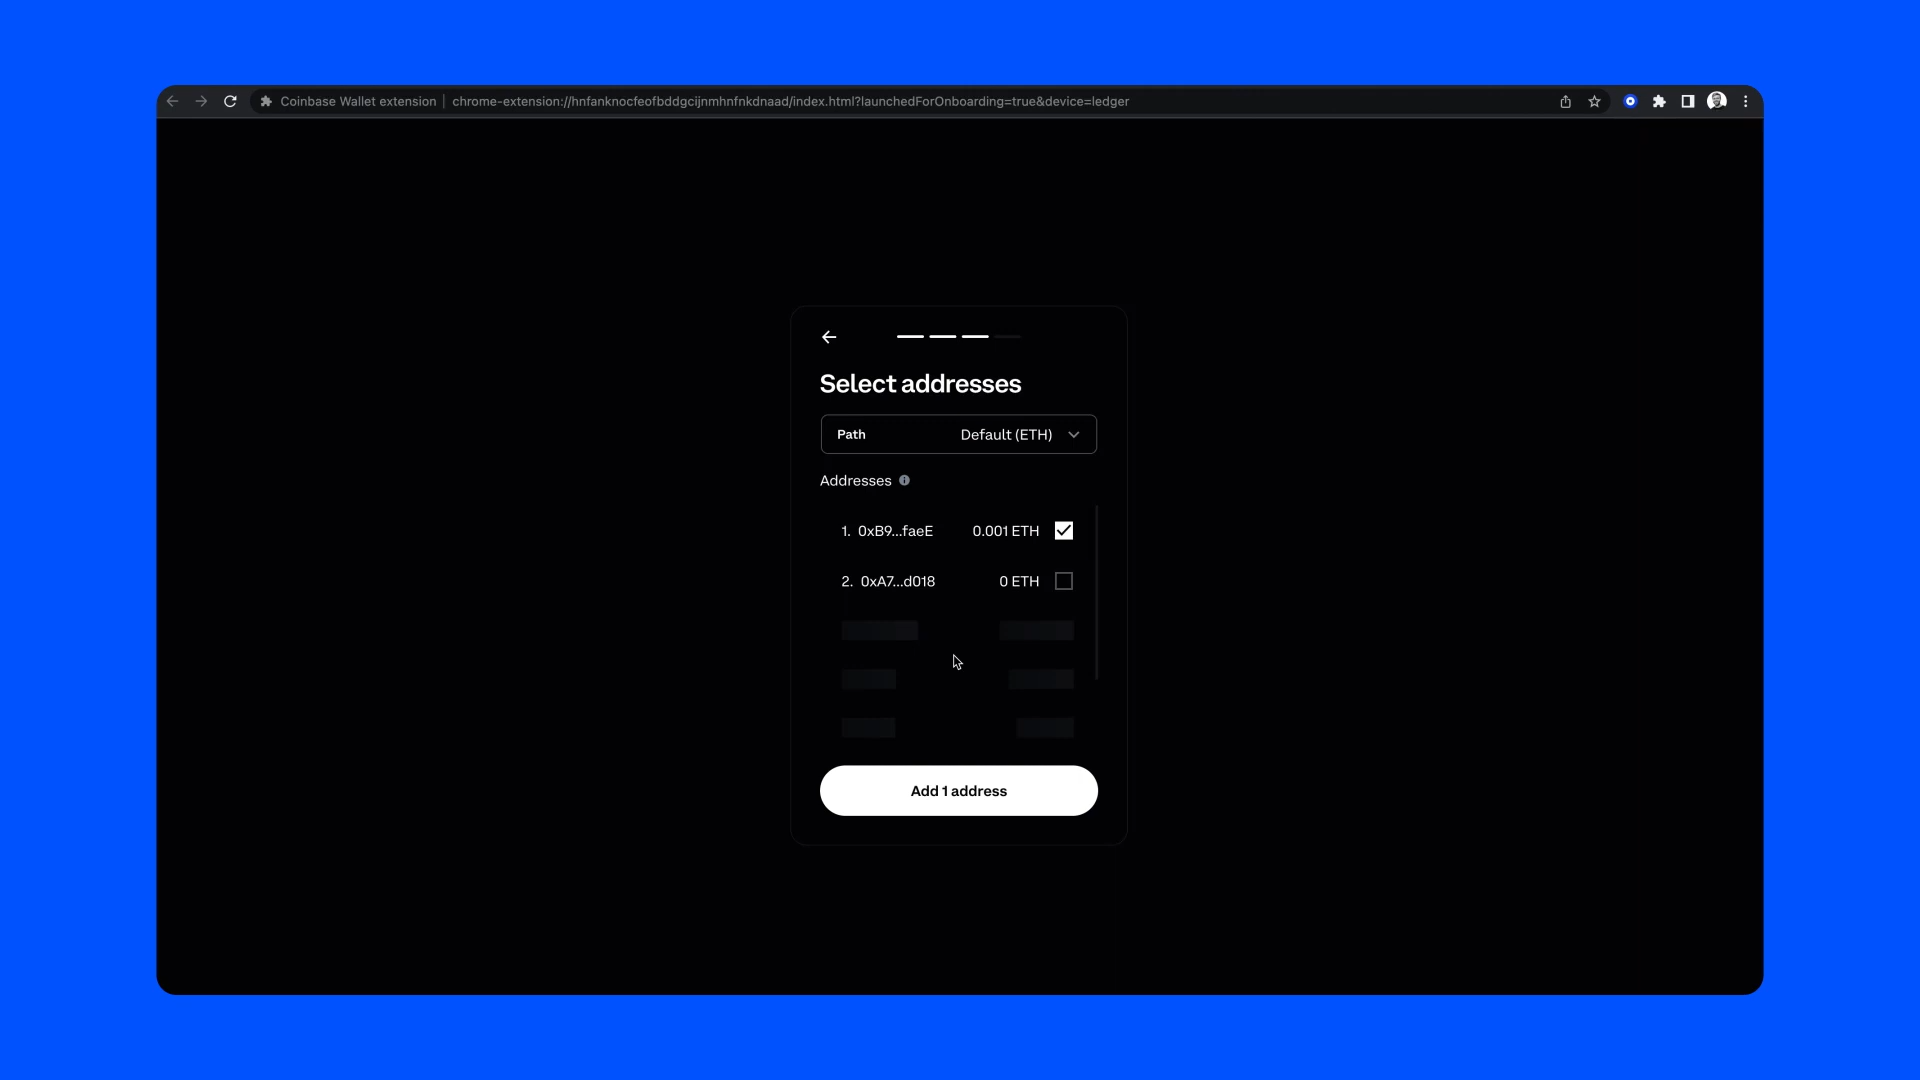 Coinbase Wallet extension | chrome-extension://hnfanknocfeofbddgcijnmhnfnkdnaad/index.html?launchedForOnboarding=true&device=ledger
Select addresses
Path Default (ETH)
Addresses
1. 0xB9...faeE 0.001 ETH
2. 0xA7...d018 0 ETH
Add 1 address